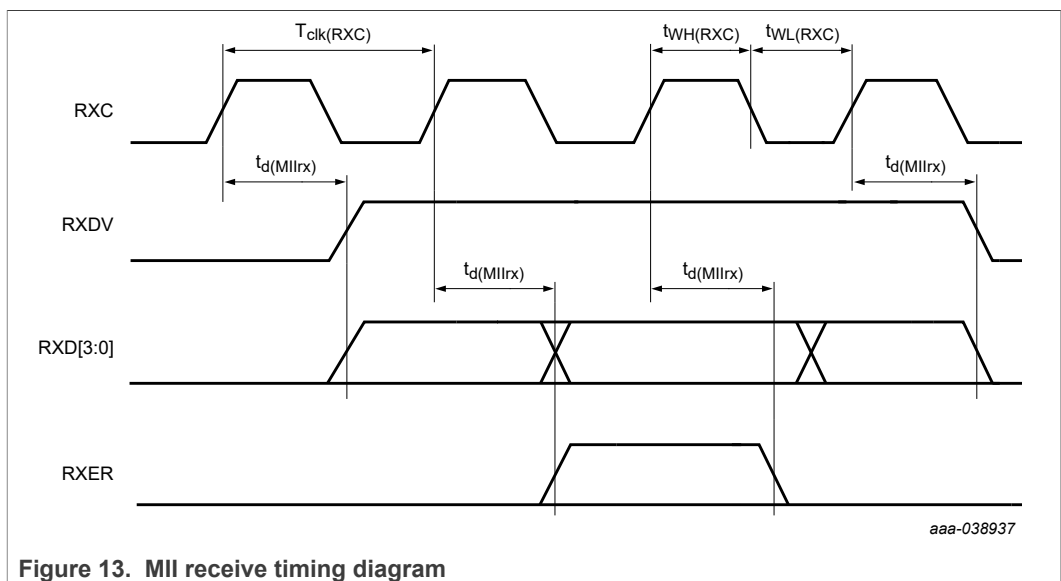 Tclk(RXC)
tWH(RXC)
tWL(RXC)
RXC
td(MIIrx)
td(MIIrx)
RXDV
td(MIIrx)
td(MIIrx)
RXD[3:0]
RXER
aaa-038937
Figure 13. MII receive timing diagram